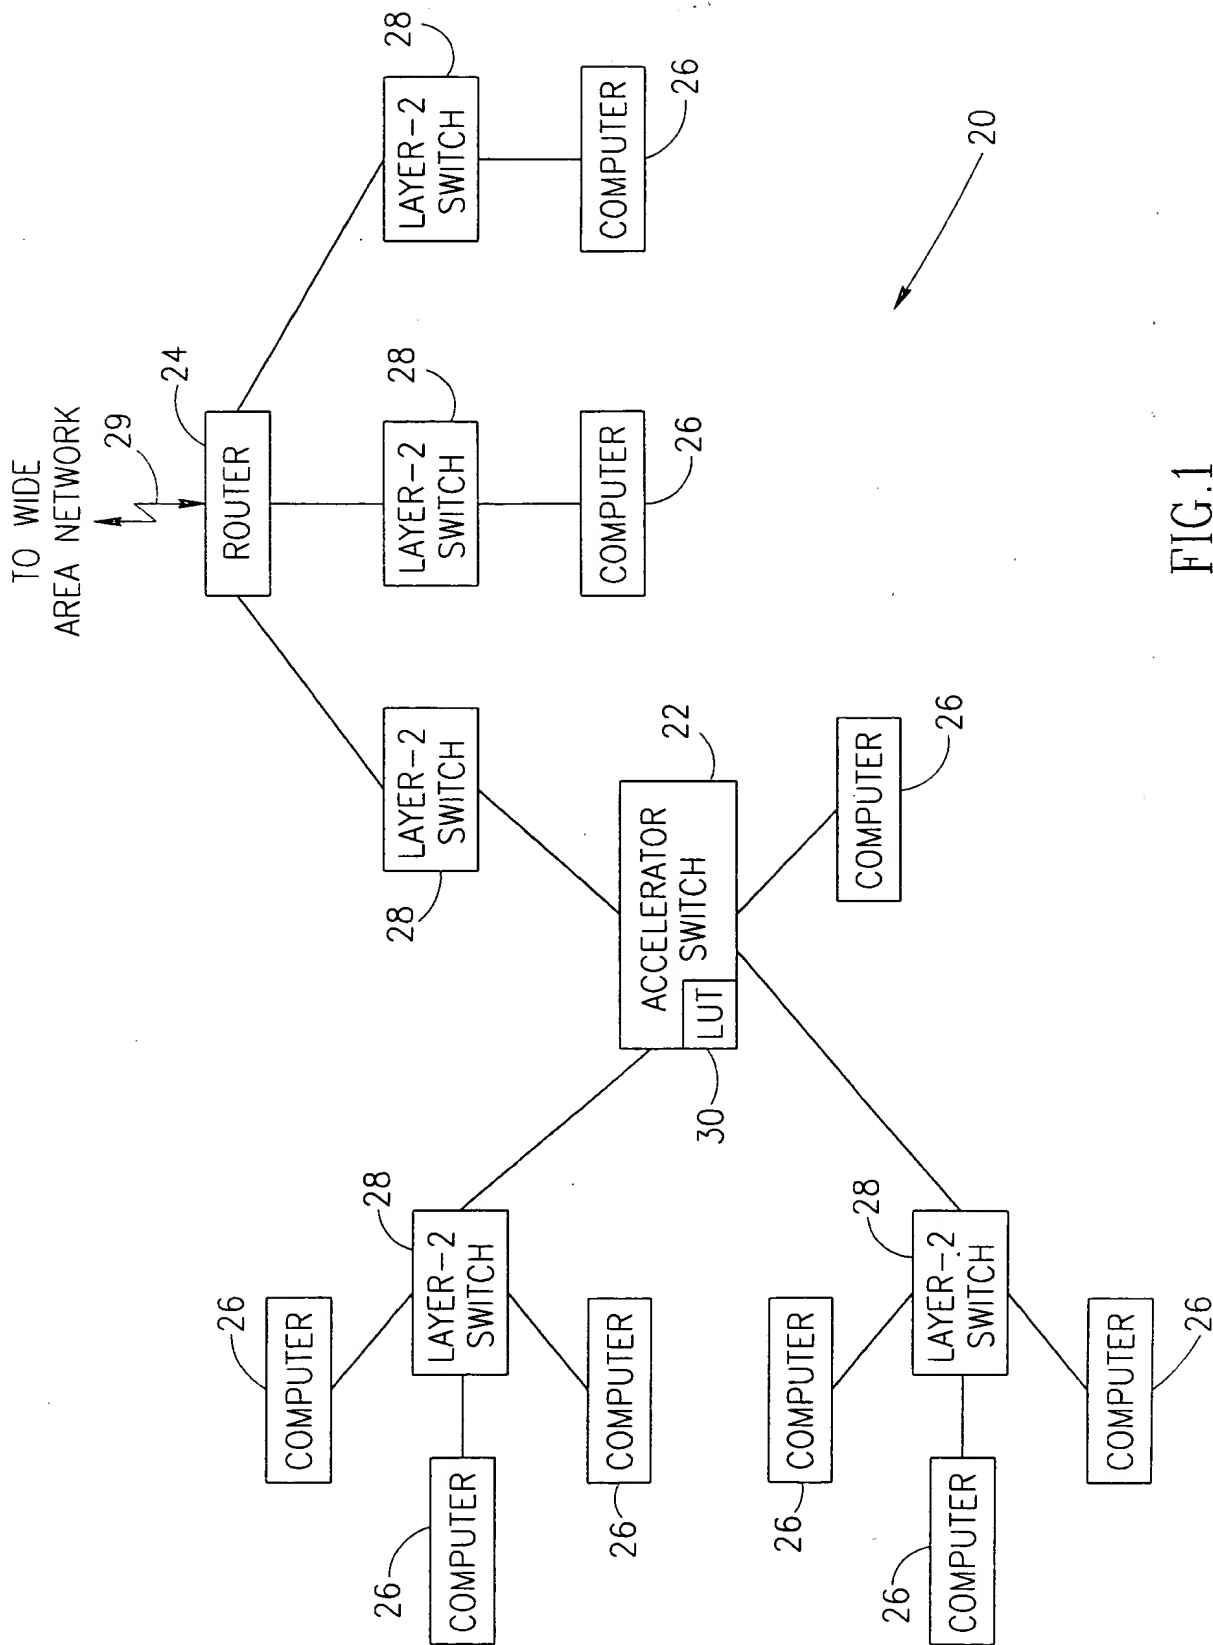 TO WIDE
AREA NETWORK
29
24
ROUTER
28
LAYER-2
SWITCH
28
LAYER-2
SWITCH
28
LAYER-2
SWITCH
COMPUTER
26
COMPUTER
26
22
ACCELERATOR
SWITCH
LUT
30
COMPUTER
26
20
28
LAYER-2
SWITCH
26
COMPUTER
COMPUTER
26
COMPUTER
26
28
LAYER-2
SWITCH
COMPUTER
26
COMPUTER
26
COMPUTER
26
FIG.1